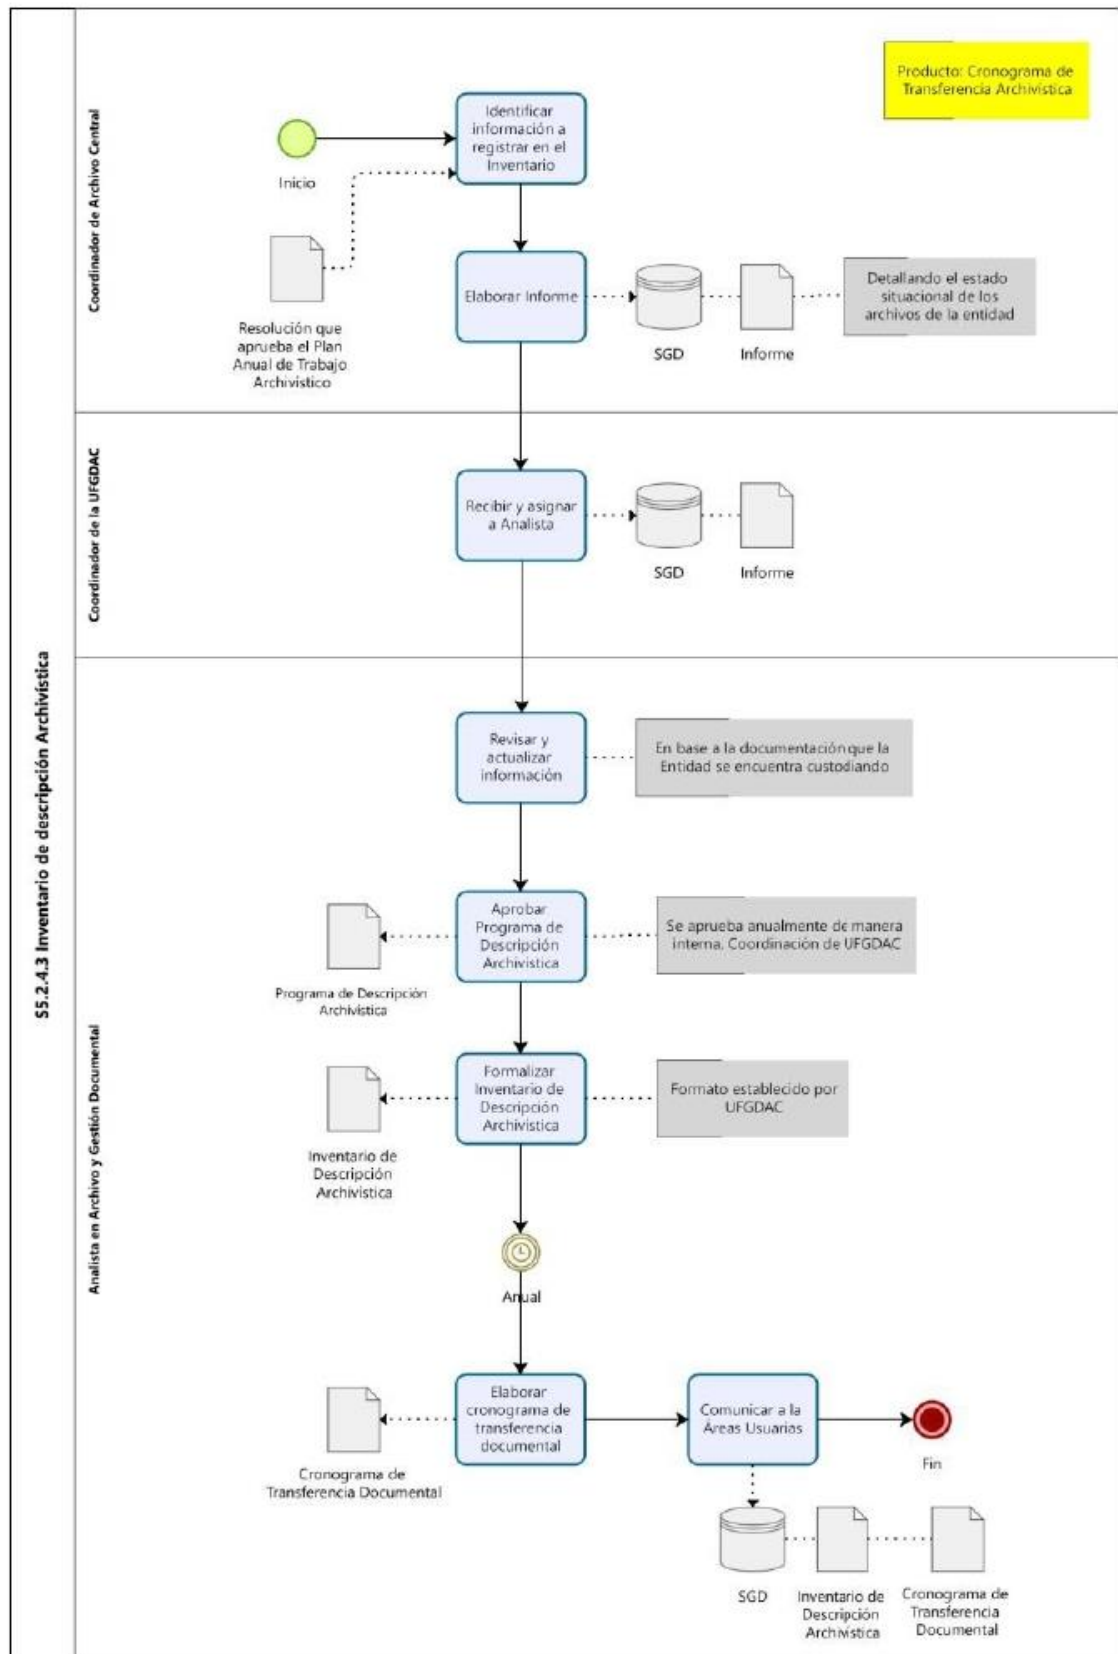 S5.2.4.3 Inventario de descripción Archivística
Coordinador de Archivo Central
Producto: Cronograma de
Transferencia Archivística
Inicio
Identificar
información a
registrar en el
Inventario
Resolución que
aprueba el Plan
Anual de Trabajo
Archivístico
Elaborar Informe
SGD
Informe
Detallando el estado
situacional de los
archivos de la entidad
Coordinador de la UFGDAC
Recibir y asignar
a Analista
SGD
Informe
Analista en Archivo y Gestión Documental
Revisar y
actualizar
información
En base a la documentación que la
Entidad se encuentra custodiando
Aprobar
Programa de
Descripción
Archivística
Programa de Descripción
Archivística
Se aprueba anualmente de manera
interna. Coordinación de UFGDAC
Formalizar
Inventario de
Descripción
Archivística
Inventario de
Descripción
Archivística
Formato establecido por
UFGDAC
Anual
Elaborar
cronograma de
transferencia
documental
Cronograma de
Transferencia Documental
Comunicar a la
Áreas Usuarias
Fin
SGD
Inventario de
Descripción
Archivística
Cronograma de
Transferencia
Documental